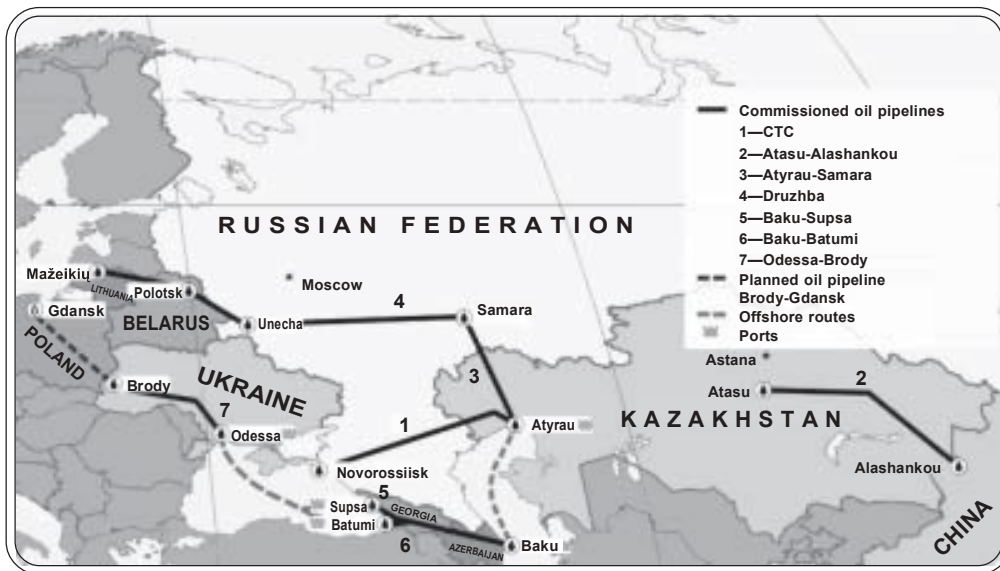 Commissioned oil pipelines
1—CTC
2—Atasu-Alashankou
3—Atyrau-Samara
4—Druzhba
5—Baku-Supsa
6—Baku-Batumi
7—Odessa-Brody
Planned oil pipeline
Brody-Gdansk
Offshore routes
Ports
RUSSIAN FEDERATION
Mažeikių
LITHUANIA
Polotsk
Moscow
4
Samara
Gdansk
BELARUS
Unecha
POLAND
Astana
Brody
UKRAINE
3
Atasu
2
7
Odessa
1
Atyrau
KAZAKHSTAN
Novorossiisk
Alashankou
5
Supsa
GEORGIA
Batumi
6
AZERBAIJAN
Baku
CHINA